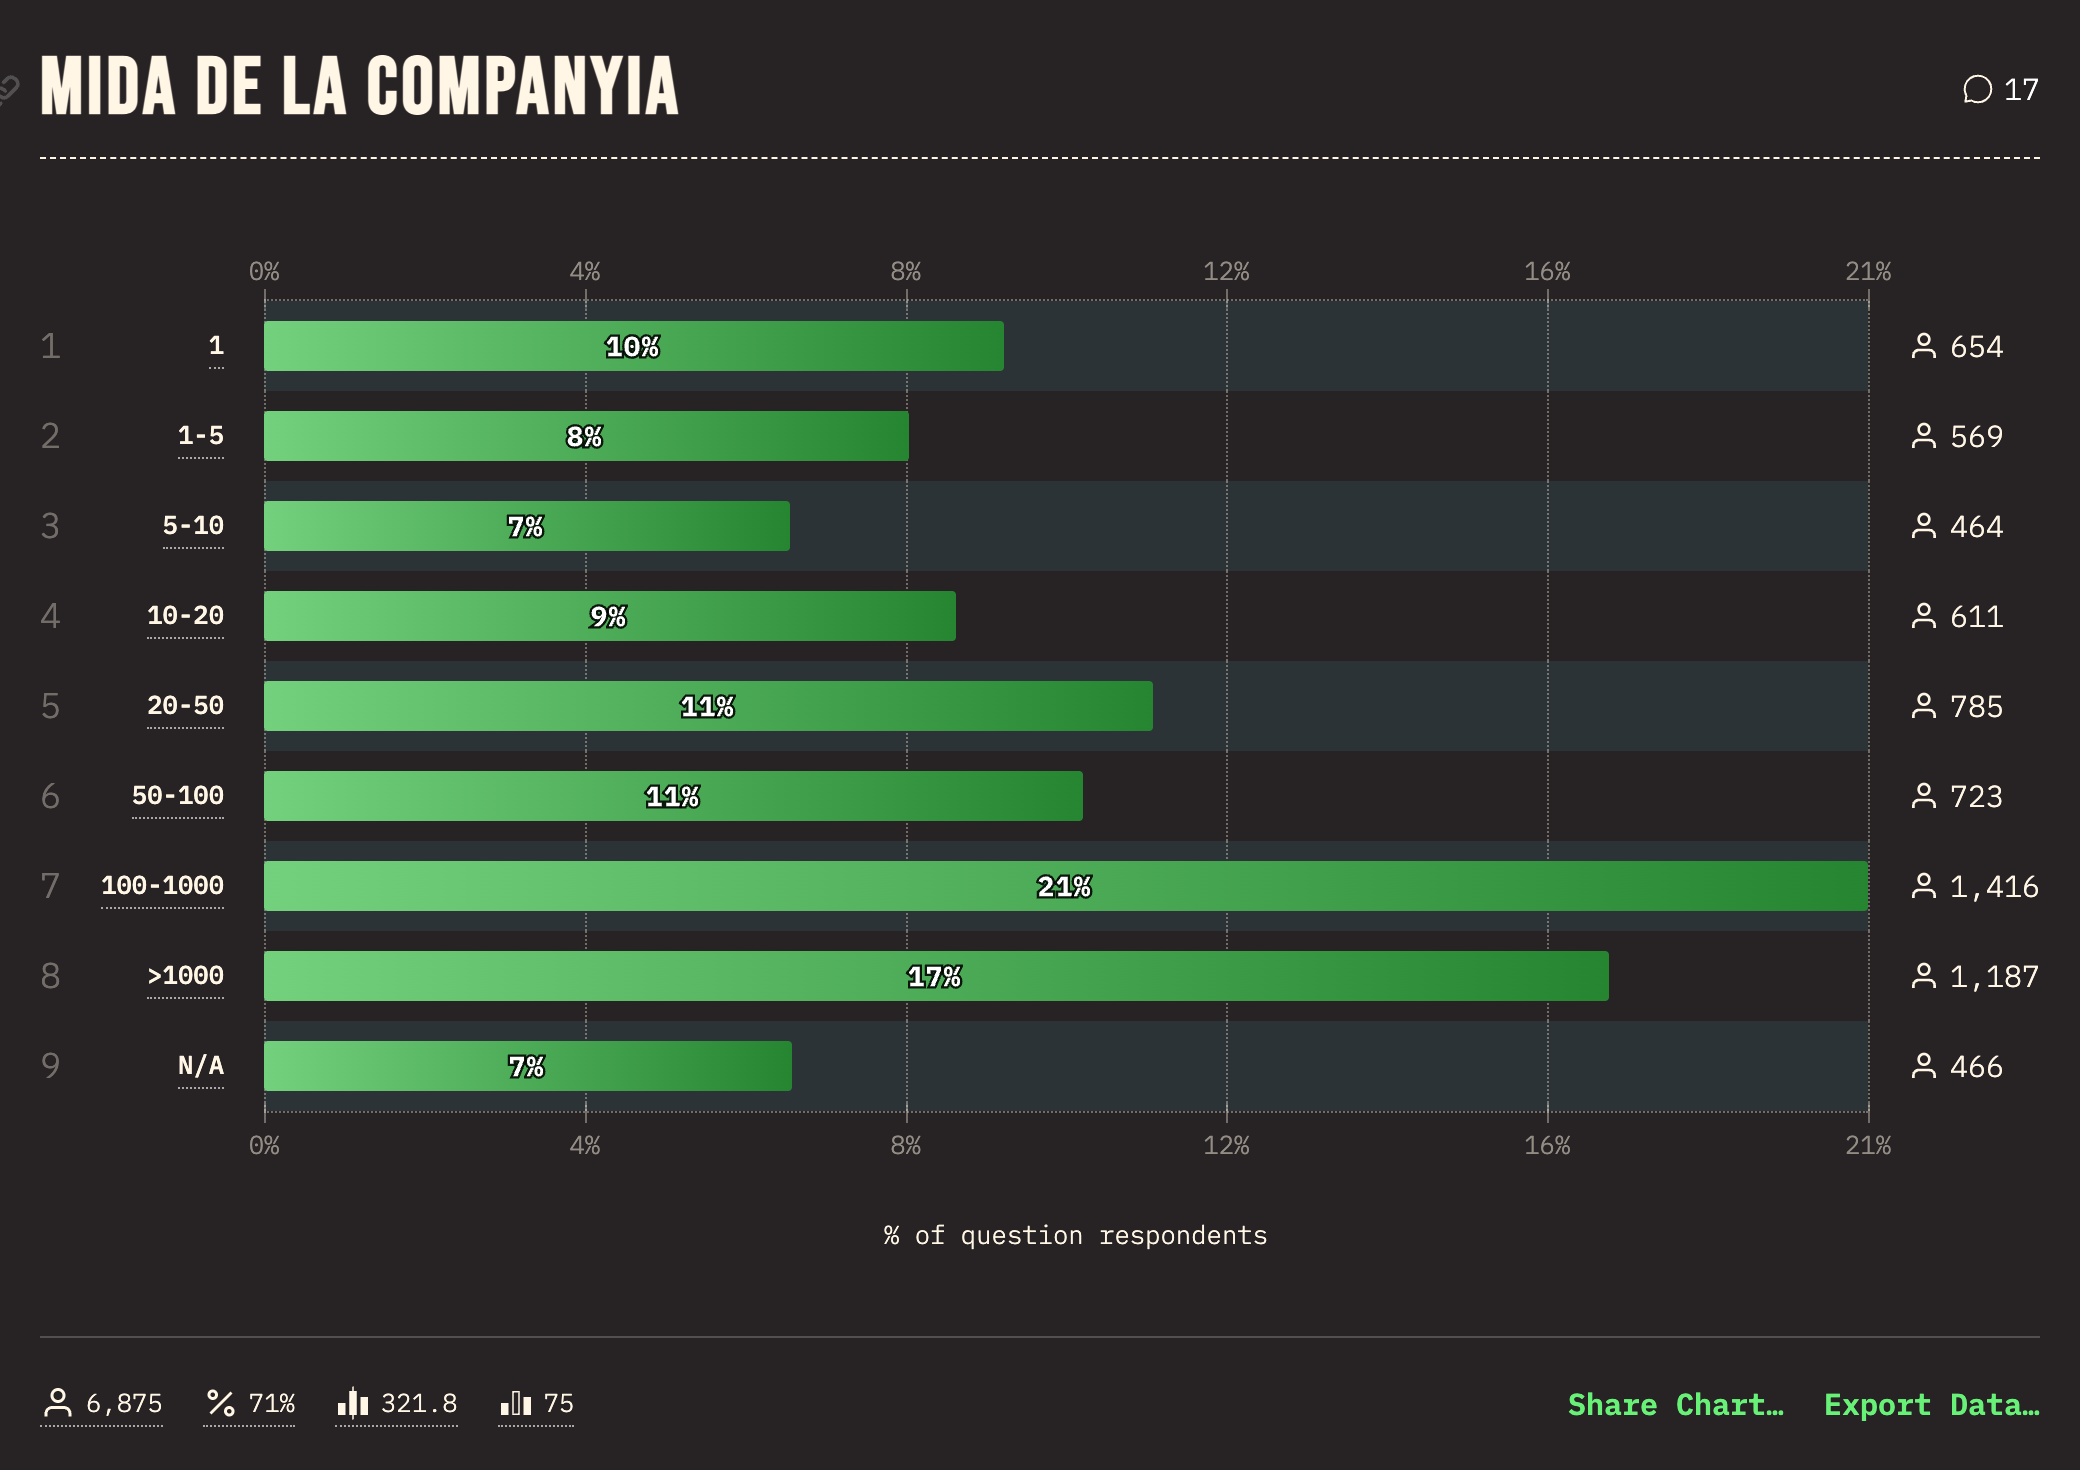 MIDA DE LA COMPANYIA
17
0% 4% 8% 12% 16% 21%
1 1 10% 654
2 1-5 8% 569
3 5-10 7% 464
4 10-20 9% 611
5 20-50 11% 785
6 50-100 11% 723
7 100-1000 21% 1,416
8 >1000 17% 1,187
9 N/A 7% 466
0% 4% 8% 12% 16% 21%
% of question respondents
6,875 71% 321.8 75 Share Chart… Export Data…